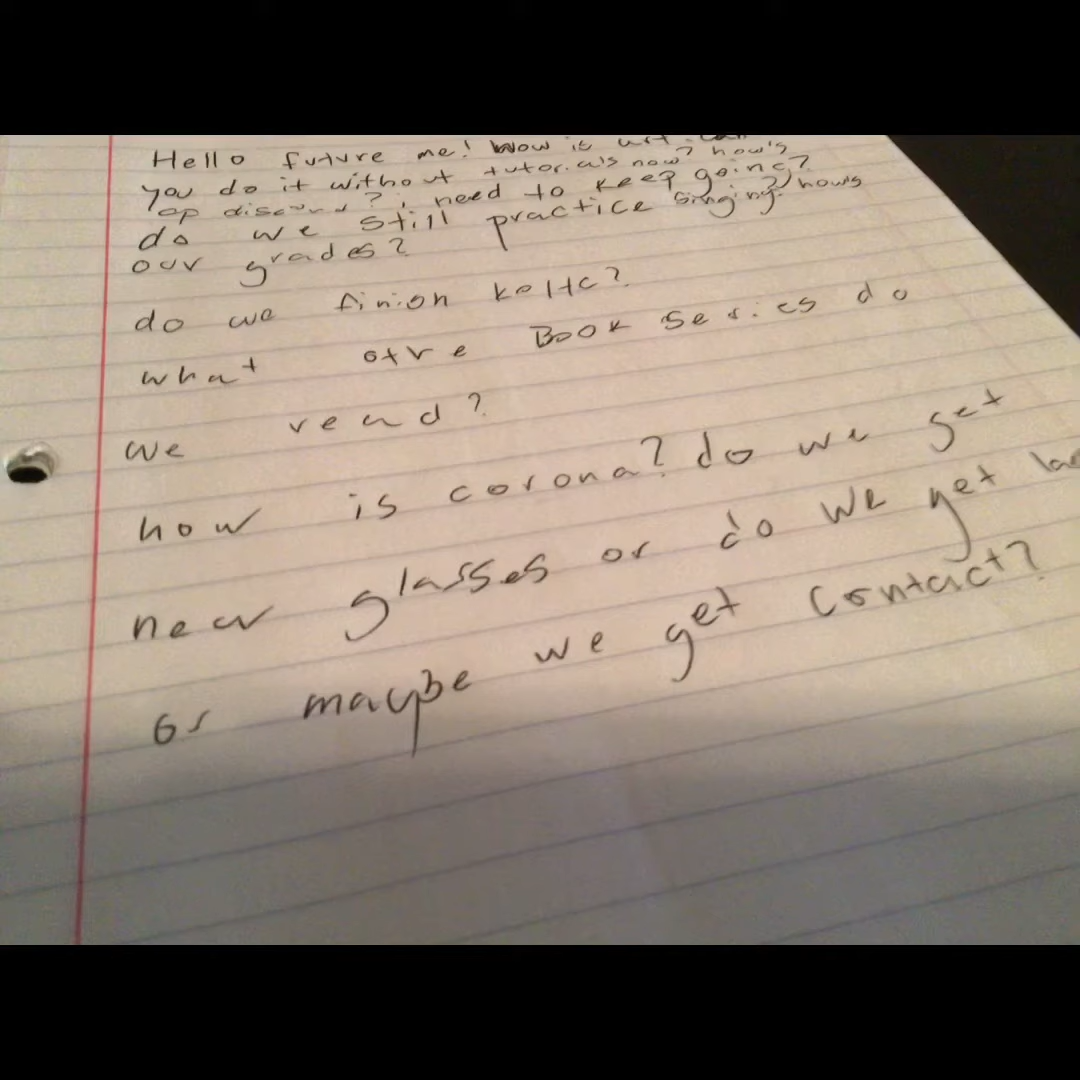 Hello future me! How is art. can
you do it without tutorials now? how's
op discord? i need to keep going?
do we still practice singing? hows
our grades?
do we finish
what otre Book series do
we read?
how is corona? do we get
new glasses or do we get
or maybe we get contact?